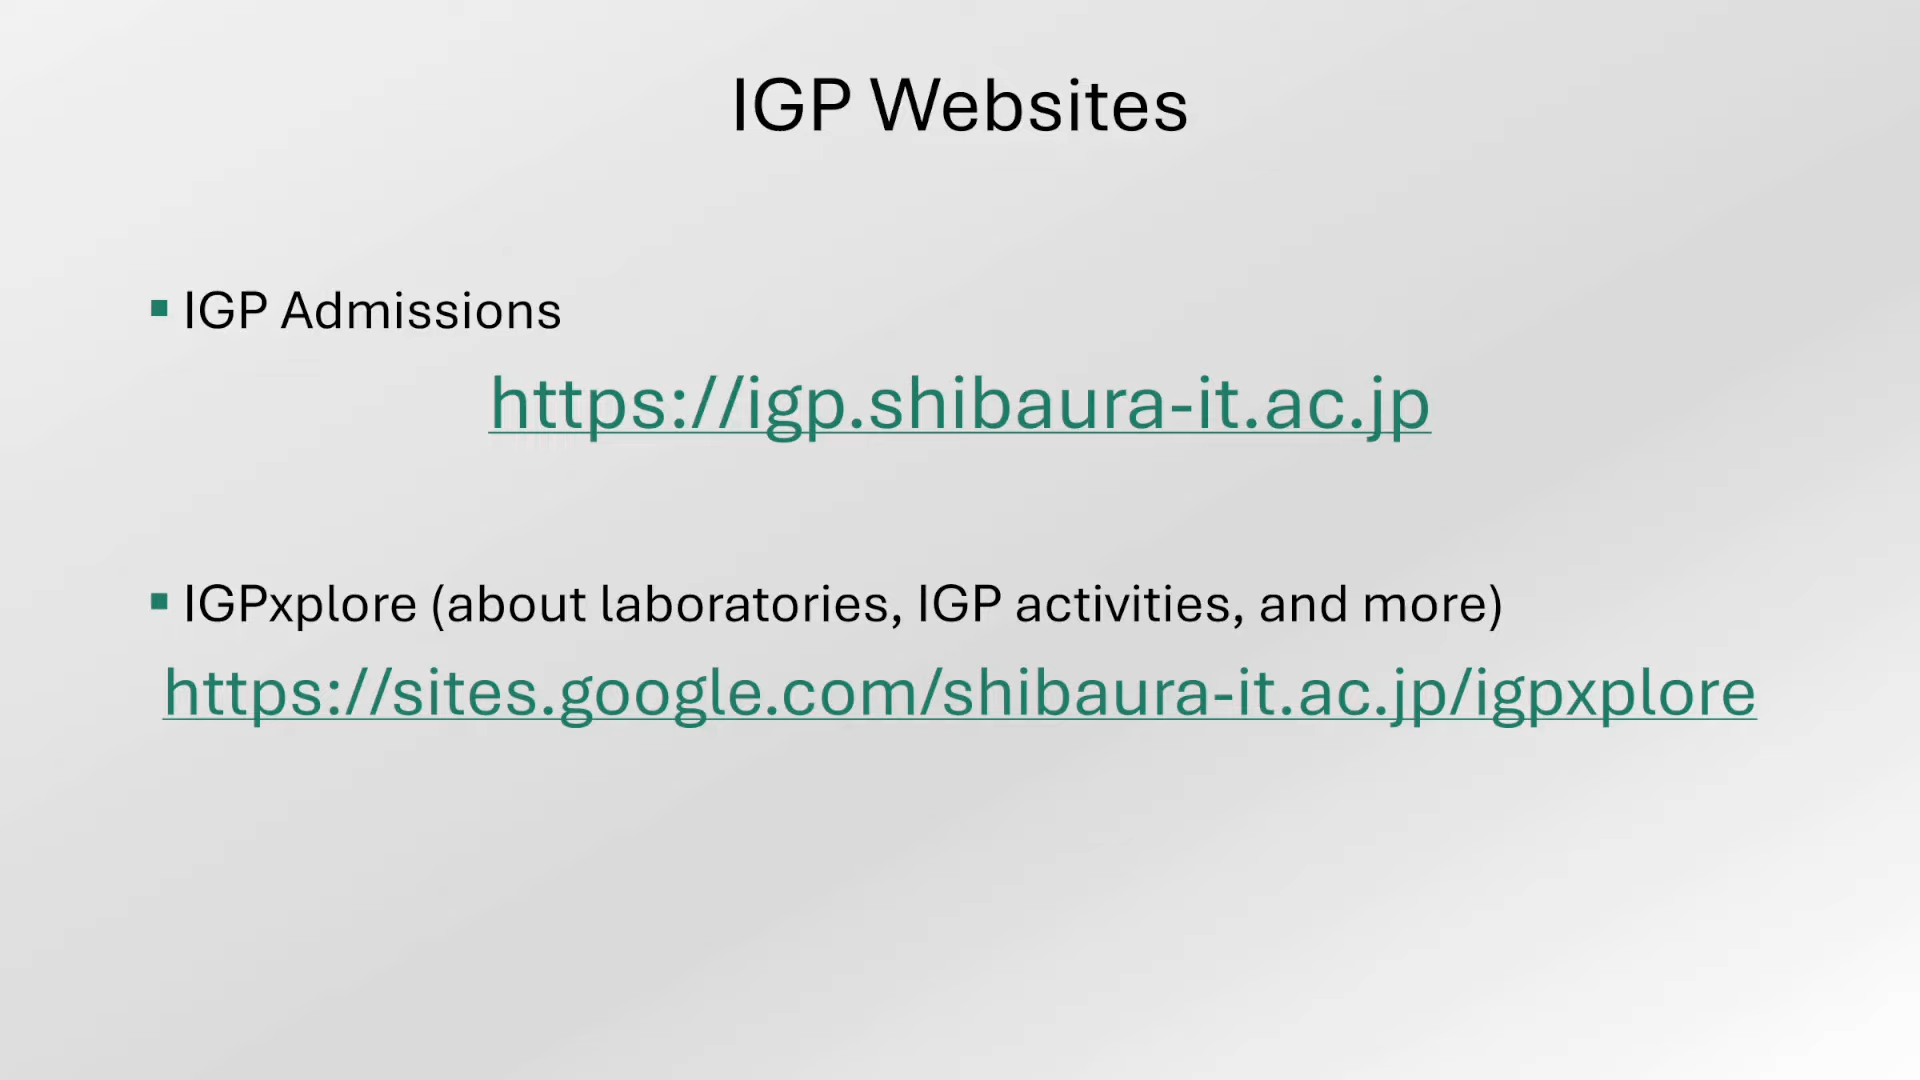 IGP Websites
▪ IGP Admissions
https://igp.shibaura-it.ac.jp
▪ IGPxplore (about laboratories, IGP activities, and more)
https://sites.google.com/shibaura-it.ac.jp/igpxplore